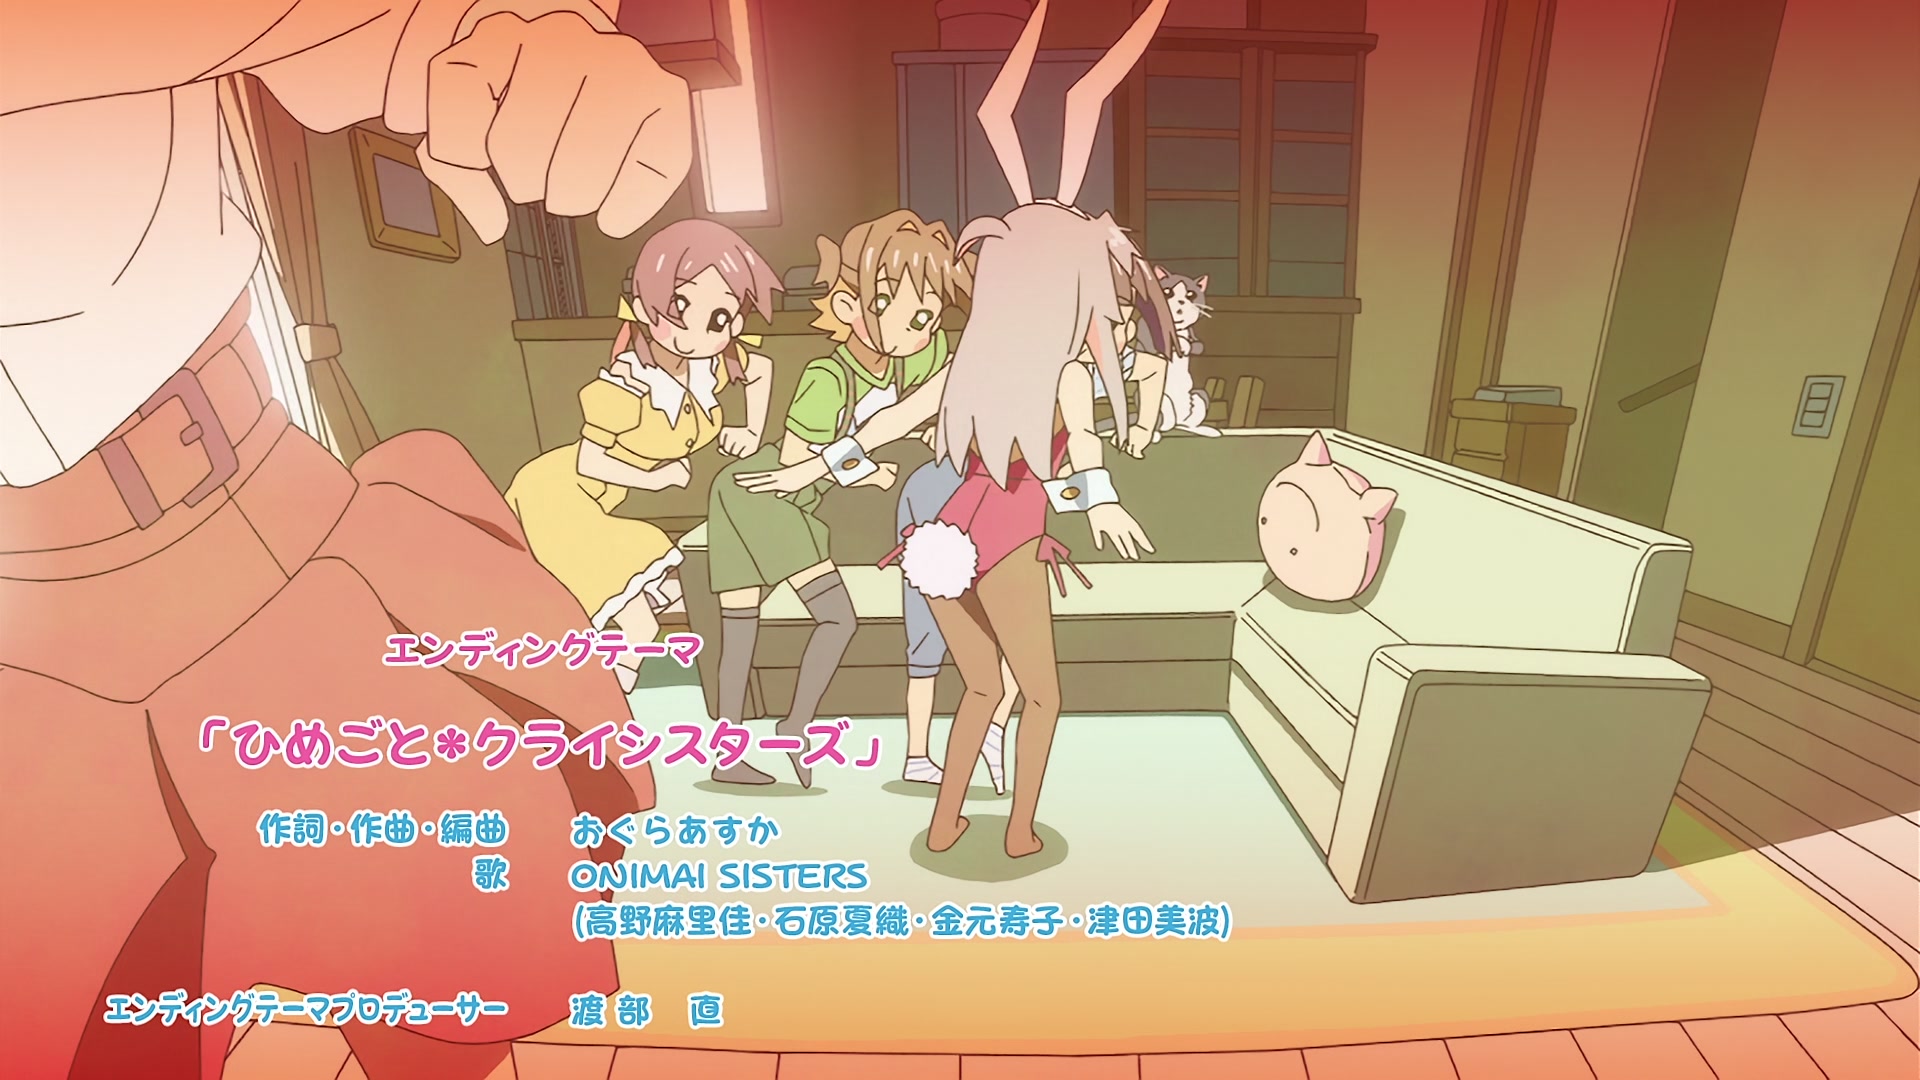 エンディングテーマ
「ひめごと*クライシスターズ」
作詞・作曲・編曲 おぐらあすか
歌 ONIMAI SISTERS
(高野麻里佳・石原夏織・金元寿子・津田美波)
エンディングテーマプロデューサー 渡部 直